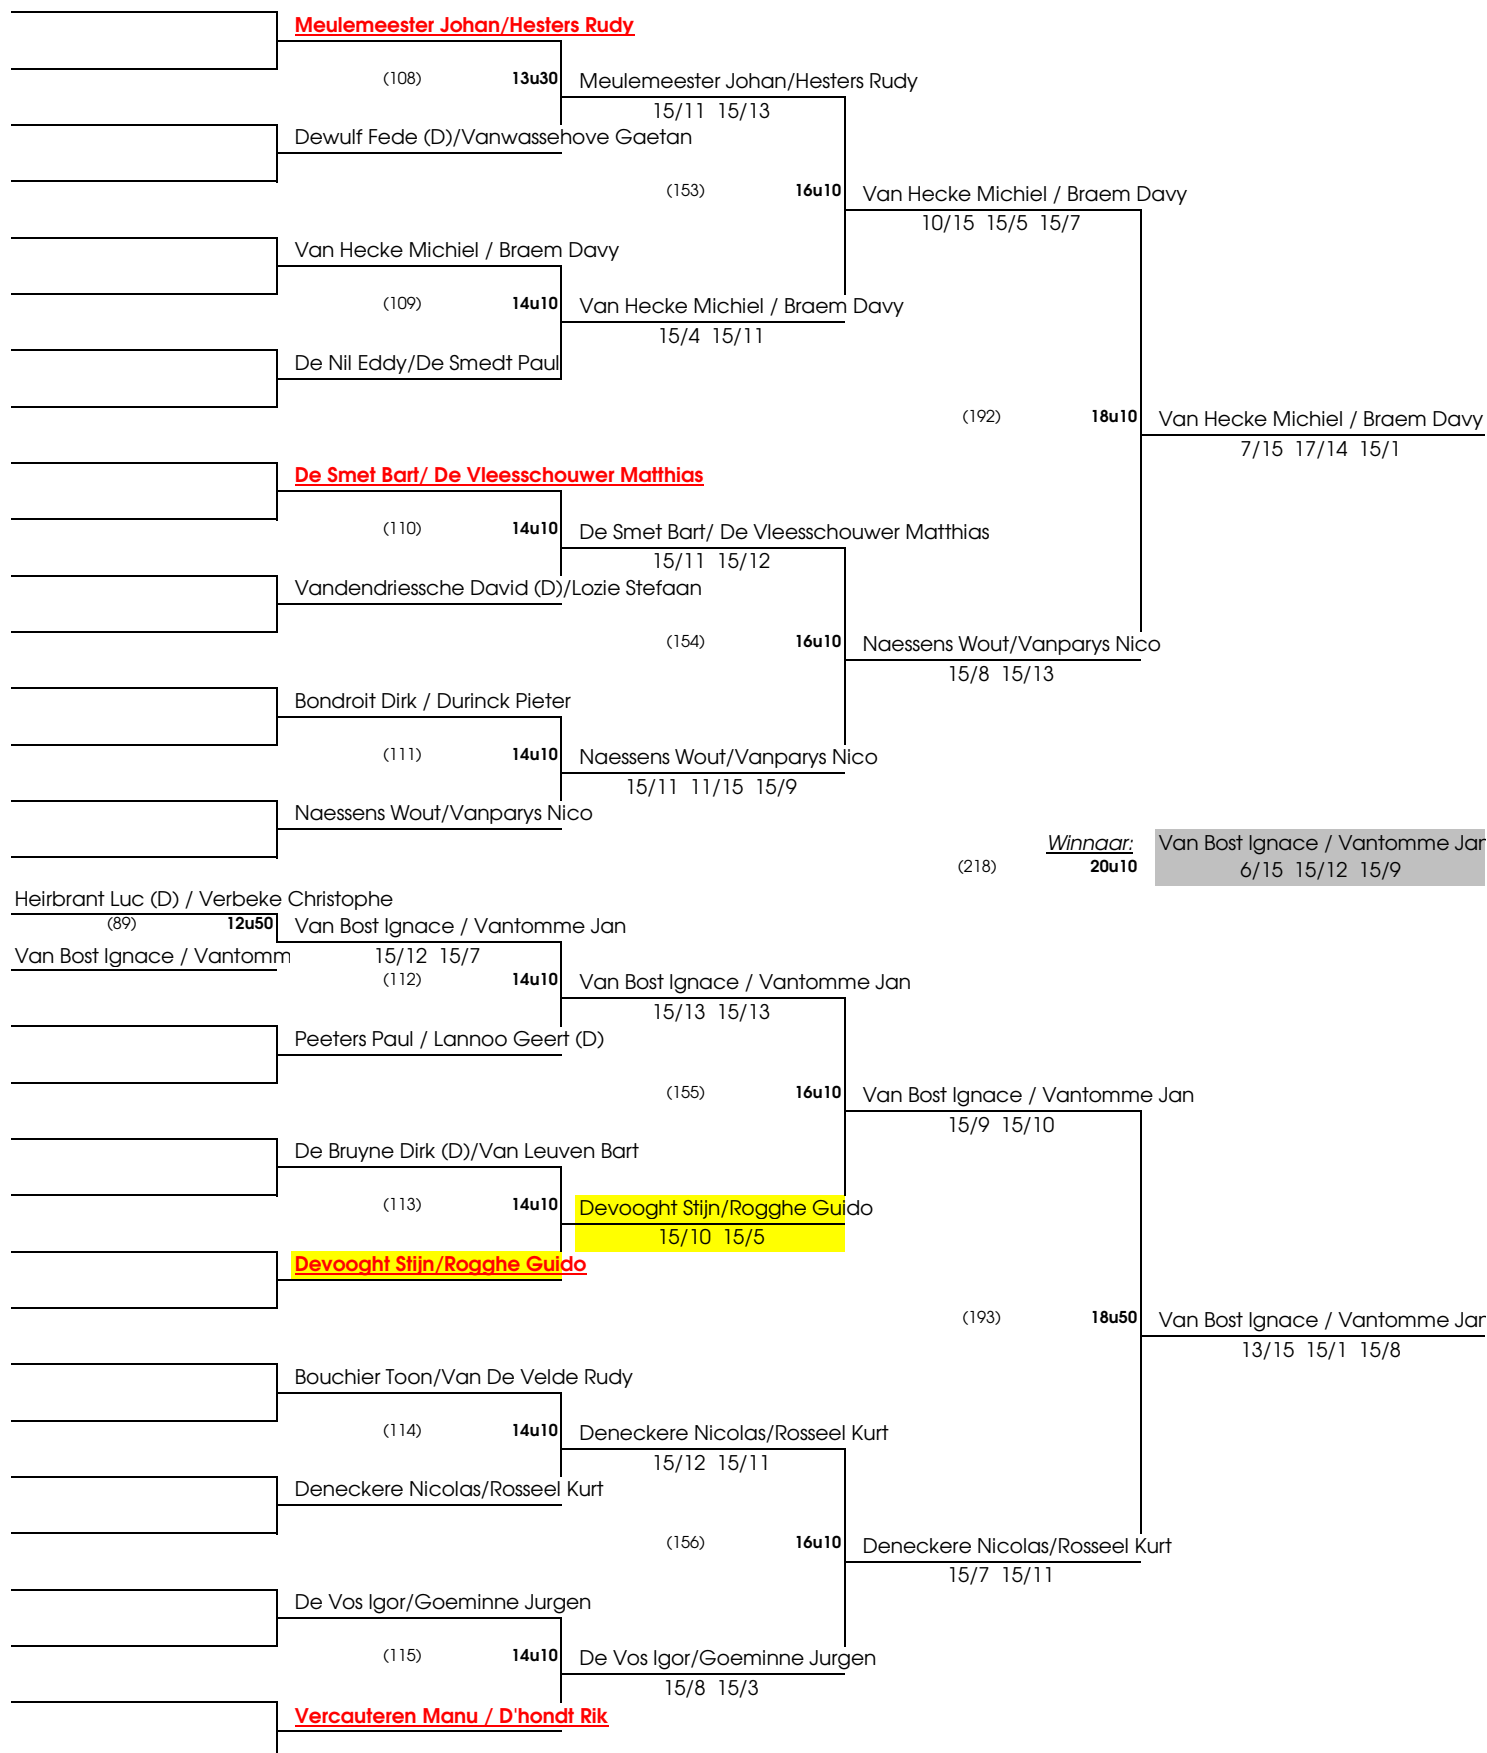 Meulemeester Johan/Hesters Rudy
(108) 13u30 Meulemeester Johan/Hesters Rudy
15/11 15/13
Dewulf Fede (D)/Vanwassehove Gaetan
(153) 16u10 Van Hecke Michiel / Braem Davy
10/15 15/5 15/7
Van Hecke Michiel / Braem Davy
(109) 14u10 Van Hecke Michiel / Braem Davy
15/4 15/11
De Nil Eddy/De Smedt Paul
(192) 18u10 Van Hecke Michiel / Braem Davy
7/15 17/14 15/1
De Smet Bart/ De Vleesschouwer Matthias
(110) 14u10 De Smet Bart/ De Vleesschouwer Matthias
15/11 15/12
Vandendriessche David (D)/Lozie Stefaan
(154) 16u10 Naessens Wout/Vanparys Nico
15/8 15/13
Bondroit Dirk / Durinck Pieter
(111) 14u10 Naessens Wout/Vanparys Nico
15/11 11/15 15/9
Naessens Wout/Vanparys Nico
Winnaar: Van Bost Ignace / Vantomme Jan
(218) 20u10 6/15 15/12 15/9
Heirbrant Luc (D) / Verbeke Christophe
(89) 12u50 Van Bost Ignace / Vantomme Jan
Van Bost Ignace / Vantomm 15/12 15/7
(112) 14u10 Van Bost Ignace / Vantomme Jan
15/13 15/13
Peeters Paul / Lannoo Geert (D)
(155) 16u10 Van Bost Ignace / Vantomme Jan
15/9 15/10
De Bruyne Dirk (D)/Van Leuven Bart
(113) 14u10 Devooght Stijn/Rogghe Guido
15/10 15/5
Devooght Stijn/Rogghe Guido
(193) 18u50 Van Bost Ignace / Vantomme Jan
13/15 15/1 15/8
Bouchier Toon/Van De Velde Rudy
(114) 14u10 Deneckere Nicolas/Rosseel Kurt
15/12 15/11
Deneckere Nicolas/Rosseel Kurt
(156) 16u10 Deneckere Nicolas/Rosseel Kurt
15/7 15/11
De Vos Igor/Goeminne Jurgen
(115) 14u10 De Vos Igor/Goeminne Jurgen
15/8 15/3
Vercauteren Manu / D'hondt Rik